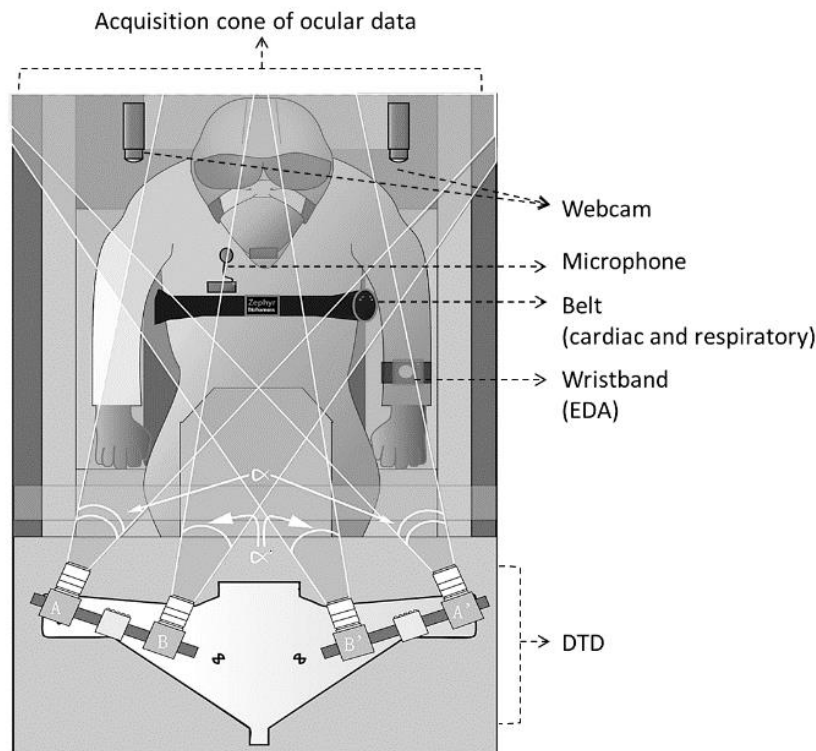 Acquisition cone of ocular data
Webcam
Microphone
Zephyr
Belt
(cardiac and respiratory)
Wristband
(EDA)
α
α'
A
B
B'
A'
DTD